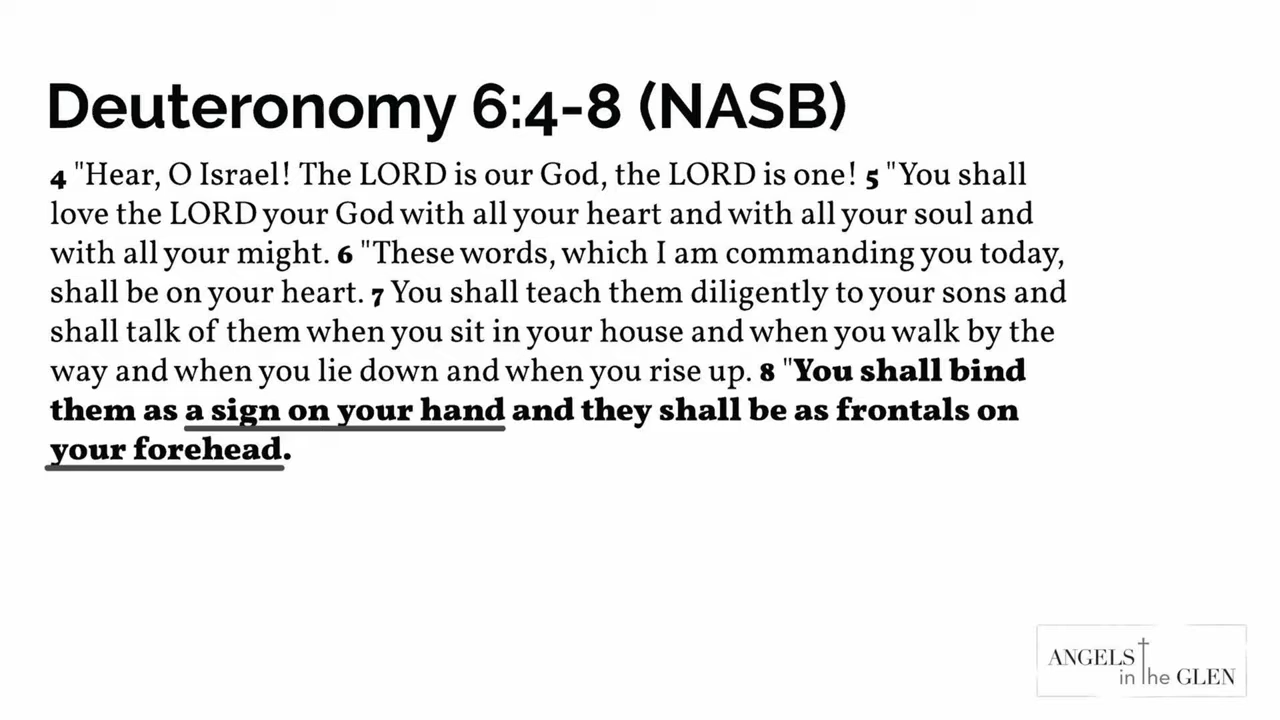 Deuteronomy 6:4-8 (NASB)
4 "Hear, O Israel! The LORD is our God, the LORD is one! 5 "You shall
love the LORD your God with all your heart and with all your soul and
with all your might. 6 "These words, which I am commanding you today,
shall be on your heart. 7 You shall teach them diligently to your sons and
shall talk of them when you sit in your house and when you walk by the
way and when you lie down and when you rise up. 8 "You shall bind
them as a sign on your hand and they shall be as frontals on
your forehead.
ANGELS
in the GLEN